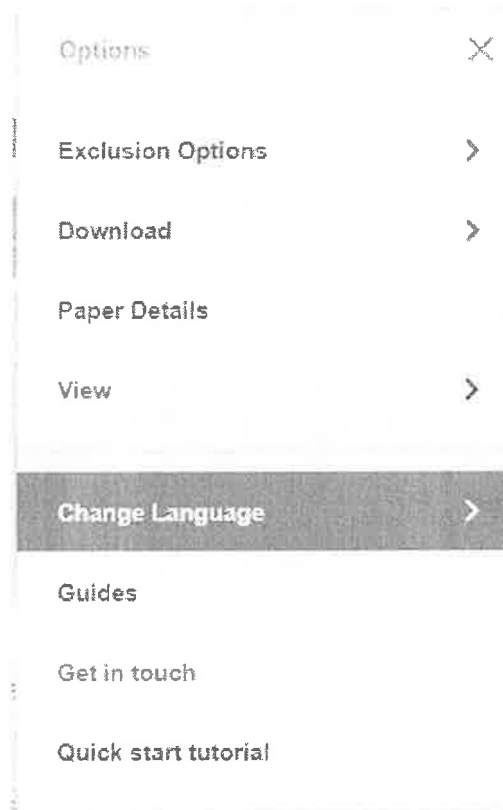 Options
Exclusion Options
Download
Paper Details
View
Change Language
Guides
Get in touch
Quick start tutorial